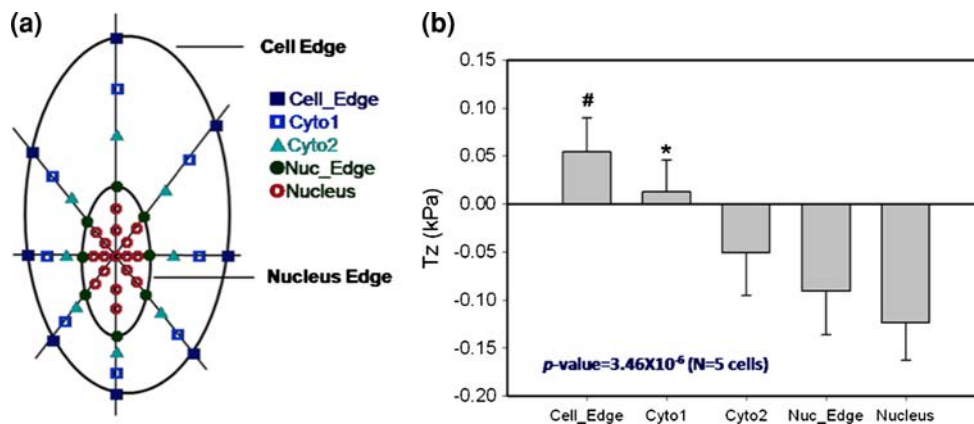 (a)
Cell Edge
Cell_Edge
Cyto1
Cyto2
Nuc_Edge
Nucleus
Nucleus Edge
(b)
0.15
0.10
0.05
0.00
-0.05
-0.10
-0.15
-0.20
Tz (kPa)
#
*
p-value=3.46X10⁻⁶ (N=5 cells)
Cell_Edge Cyto1 Cyto2 Nuc_Edge Nucleus